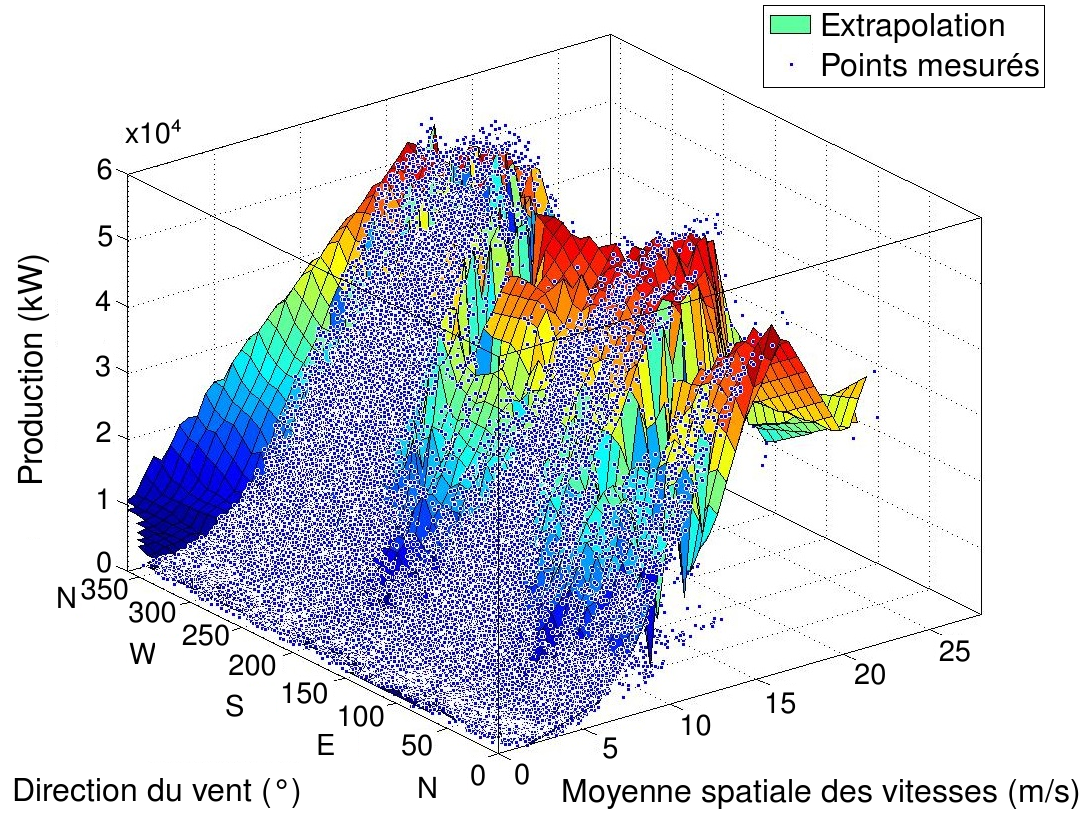 Extrapolation
Points mesurés
x10⁴
6
5
4
3
2
1
0
Production (kW)
N 350
300
W 250
200
S 150
100
E 50
N 0
0
5
10
15
20
25
Direction du vent (°)
Moyenne spatiale des vitesses (m/s)